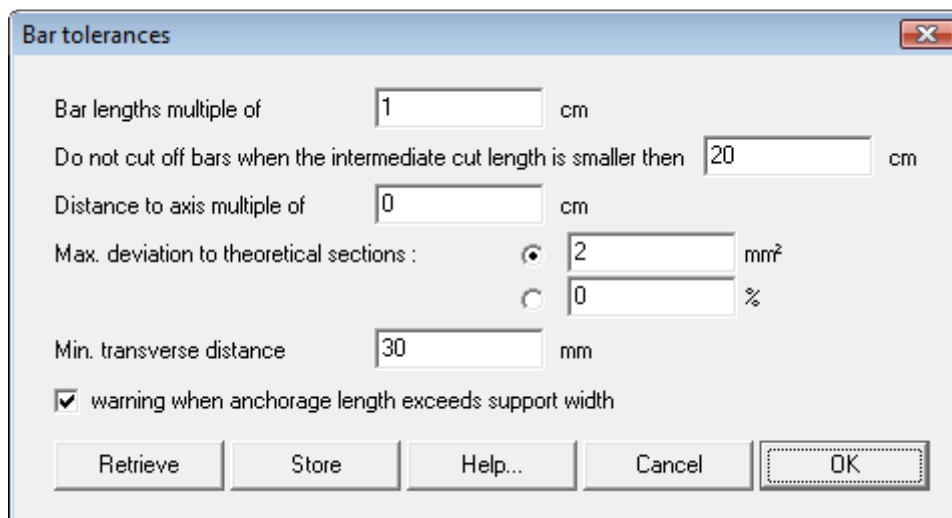 Bar tolerances
Bar lengths multiple of 1 cm
Do not cut off bars when the intermediate cut length is smaller then 20 cm
Distance to axis multiple of 0 cm
Max. deviation to theoretical sections : 2 mm²
0 %
Min. transverse distance 30 mm
warning when anchorage length exceeds support width
Retrieve Store Help... Cancel OK